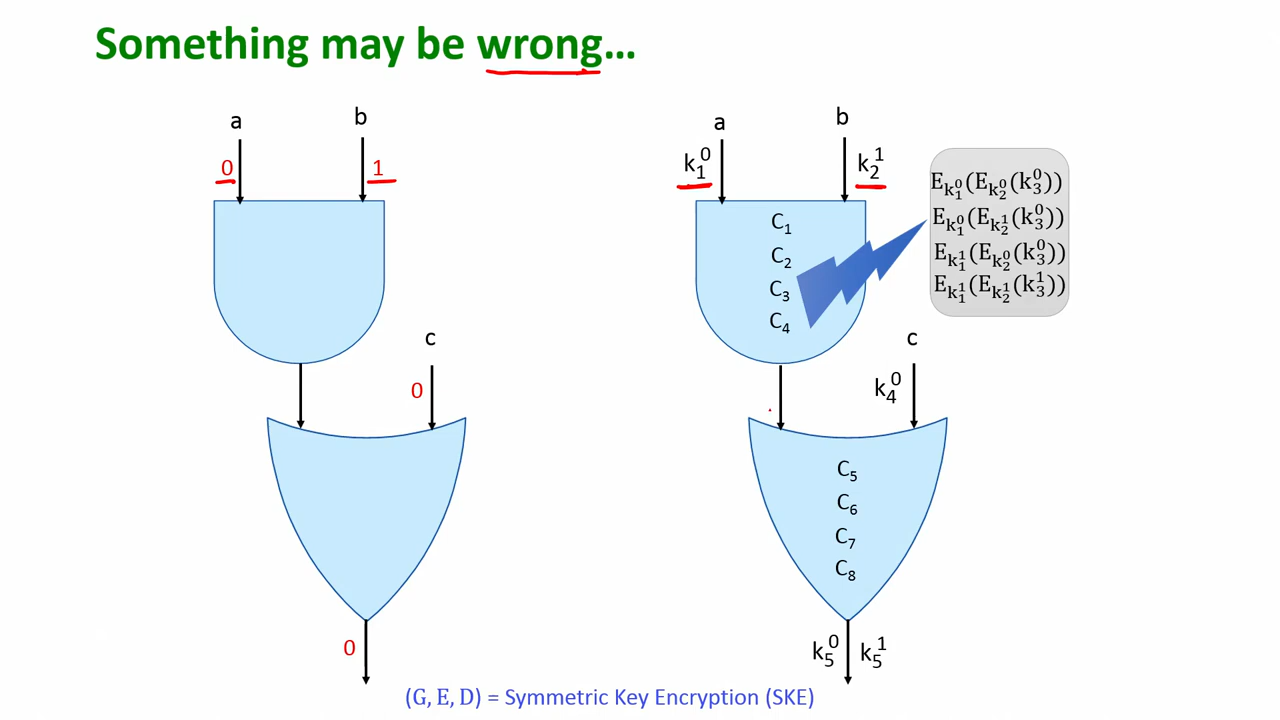 Something may be wrong...
a
b
0
1
c
0
0
a
b
k₁⁰
k₂¹
C₁
C₂
C₃
C₄
E_{k₁⁰}(E_{k₂⁰}(k₃⁰))
E_{k₁⁰}(E_{k₂¹}(k₃⁰))
E_{k₁¹}(E_{k₂⁰}(k₃⁰))
E_{k₁¹}(E_{k₂¹}(k₃¹))
c
k₄⁰
C₅
C₆
C₇
C₈
k₅⁰ k₅¹
(G, E, D) = Symmetric Key Encryption (SKE)